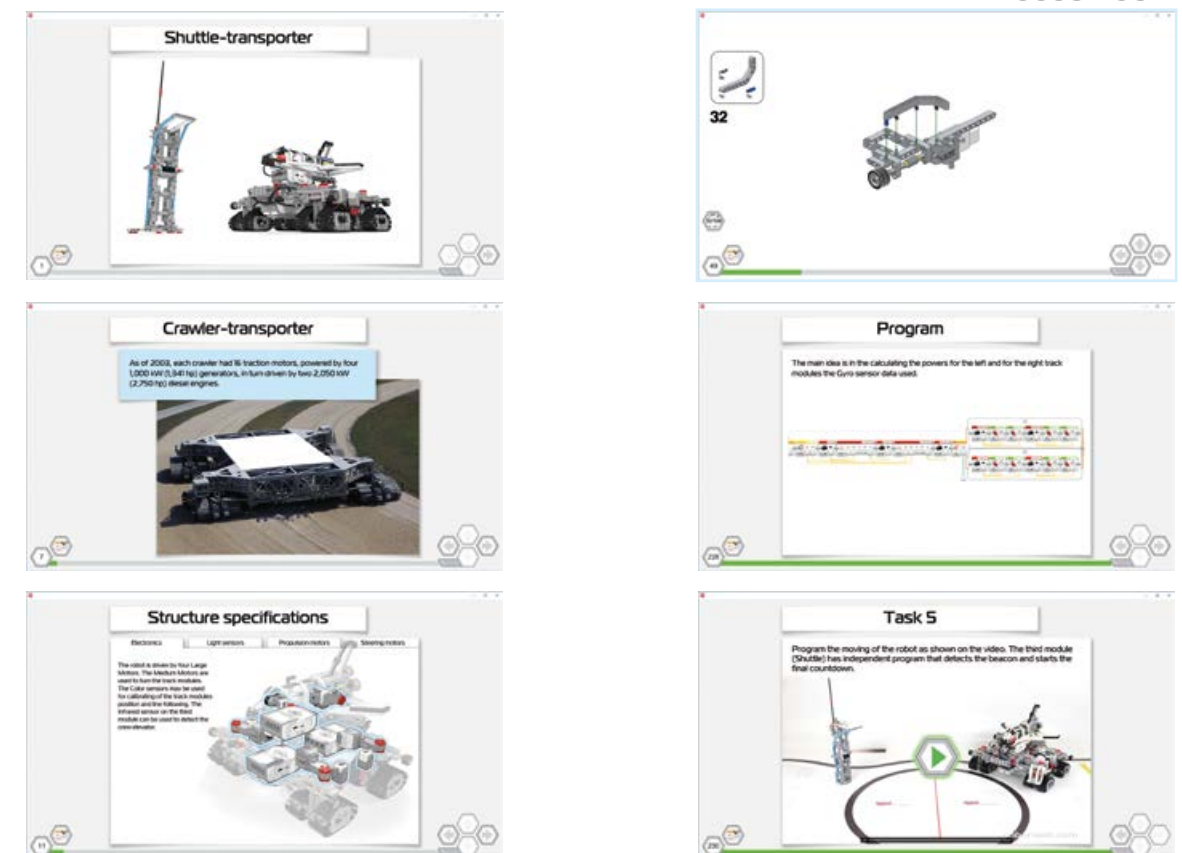 Shuttle-transporter
1
32
49
Crawler-transporter
As of 2003, each crawler had 16 traction motors, powered by four
1,000 kW (1,341 hp) generators, in turn driven by two 2,050 kW
(2,750 hp) diesel engines.
7
Program
The main idea is in the calculating the powers for the left and for the right track
modules the Gyro sensor data used.
Structure specifications
Electronics
Light sensors
Propulsion motors
Steering motors
The robot is driven by four Large
Motors. The Medium Motors are
used to turn the track modules.
The Color sensors may be used
for calibrating of the track modules
position and the following. The
Infrared sensor on the third
module can be used to detect the
crew elevator.
11
Task 5
Program the moving of the robot as shown on the video. The third module
(Shuttle) has independent program that detects the beacon and starts the
final countdown.
230